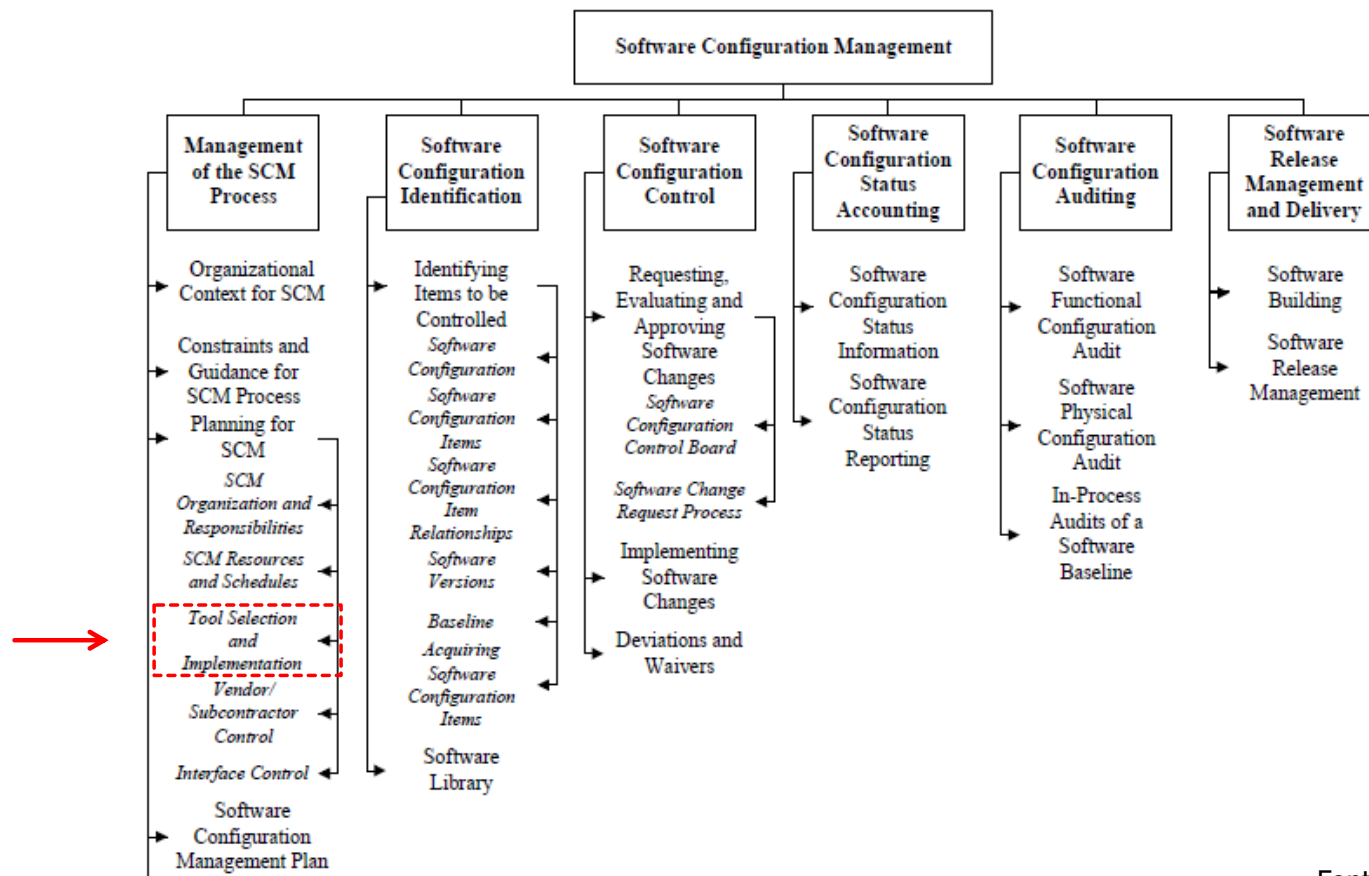 Software Configuration Management
Management
of the SCM
Process
Organizational
Context for SCM
Constraints and
Guidance for
SCM Process
Planning for
SCM
SCM
Organization and
Responsibilities
SCM Resources
and Schedules
Tool Selection
and
Implementation
Vendor/
Subcontractor
Control
Interface Control
Software
Configuration
Management Plan
Software
Configuration
Identification
Identifying
Items to be
Controlled
Software
Configuration
Software
Configuration
Items
Software
Configuration
Item
Relationships
Software
Versions
Baseline
Acquiring
Software
Configuration
Items
Software
Library
Software
Configuration
Control
Requesting,
Evaluating and
Approving
Software
Changes
Software
Configuration
Control Board
Software Change
Request Process
Implementing
Software
Changes
Deviations and
Waivers
Software
Configuration
Status
Accounting
Software
Configuration
Status
Information
Software
Configuration
Status
Reporting
Software
Configuration
Auditing
Software
Functional
Configuration
Audit
Software
Physical
Configuration
Audit
In-Process
Audits of a
Software
Baseline
Software
Release
Management
and Delivery
Software
Building
Software
Release
Management